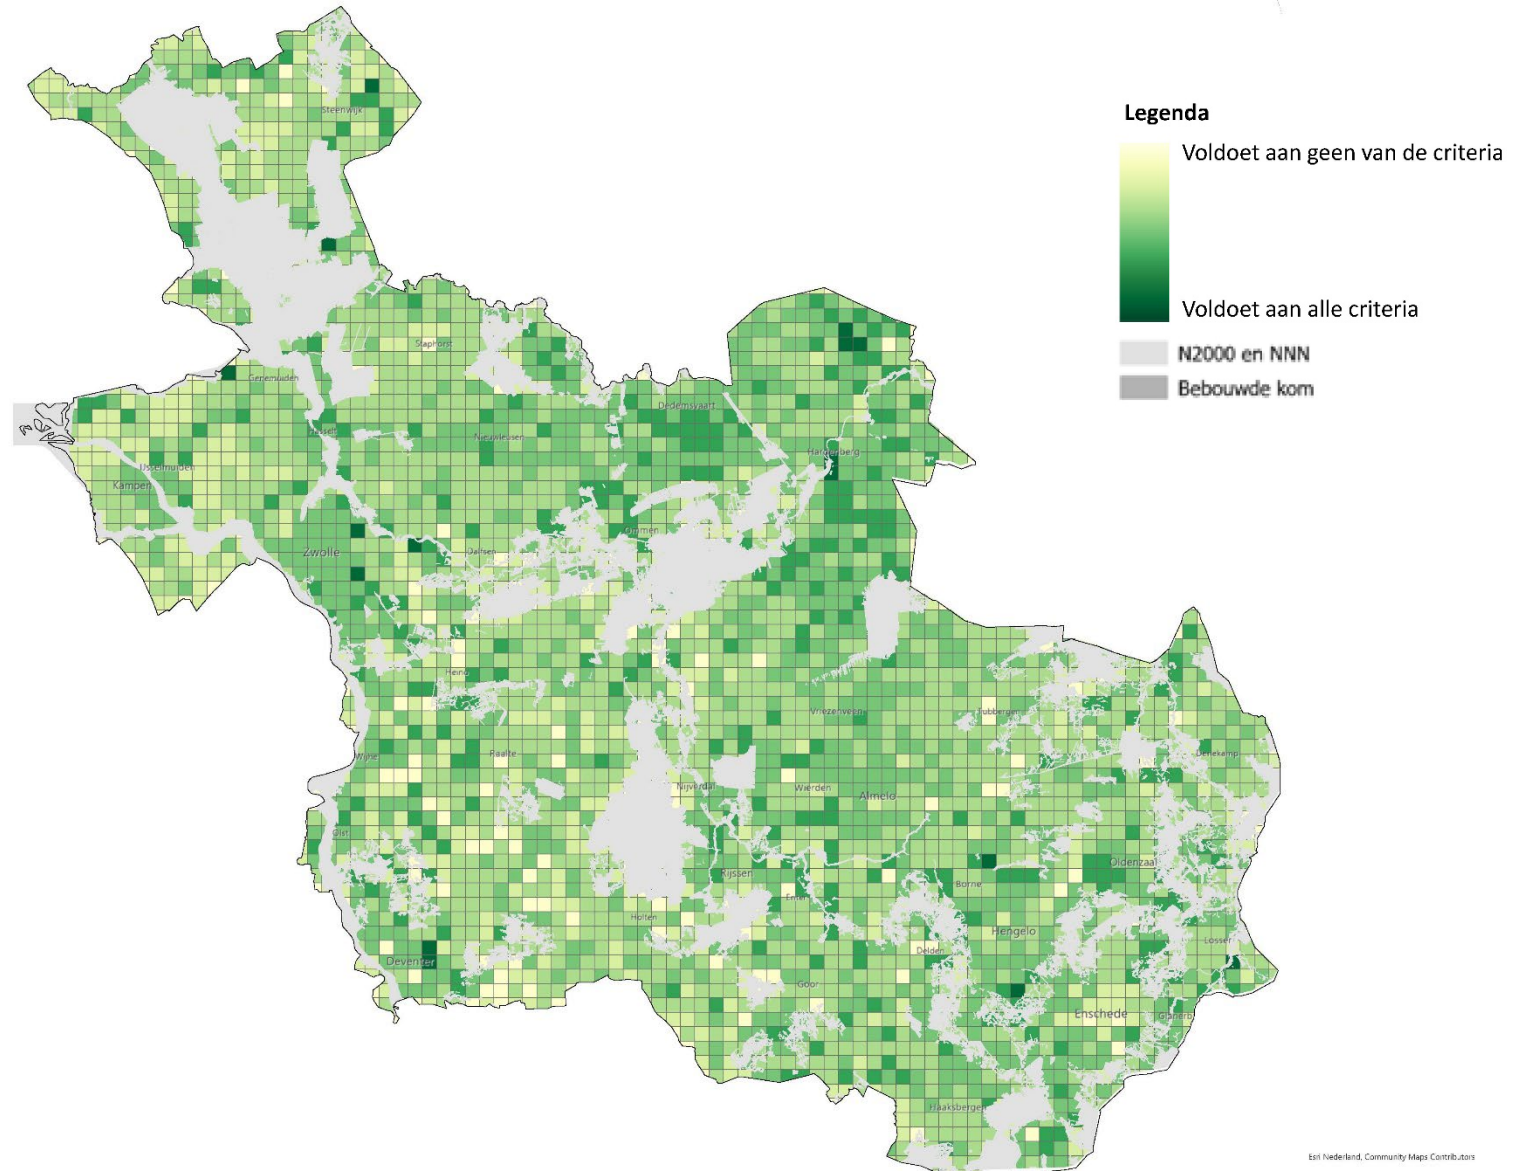 Legenda
Voldoet aan geen van de criteria
Voldoet aan alle criteria
N2000 en NNN
Bebouwde kom
Steenwijk
Staphorst
Genemuiden
Dedemsvaart
Hasselt
Nieuwleusen
Hardenberg
IJsselmuiden
Kampen
Ommen
Zwolle
Dalfsen
Heino
Vriezenveen
Tubbergen
Wijhe
Raalte
Denekamp
Nijverdal
Wierden
Almelo
Olst
Oldenzaal
Rijssen
Borne
Enter
Holten
Hengelo
Losser
Delden
Deventer
Goor
Enschede
Glanerb
Haaksbergen
Esri Nederland, Community Maps Contributors